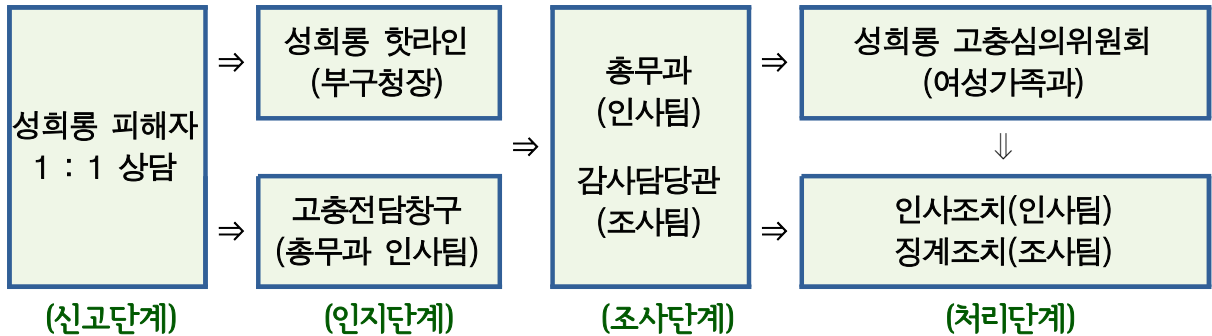 성희롱 피해자
1 : 1 상담
(신고단계)
⇒
⇒
성희롱 핫라인
(부구청장)
고충전담창구
(총무과 인사팀)
(인지단계)
⇒
총무과
(인사팀)
감사담당관
(조사팀)
(조사단계)
⇒
⇒
성희롱 고충심의위원회
(여성가족과)
⇓
인사조치(인사팀)
징계조치(조사팀)
(처리단계)